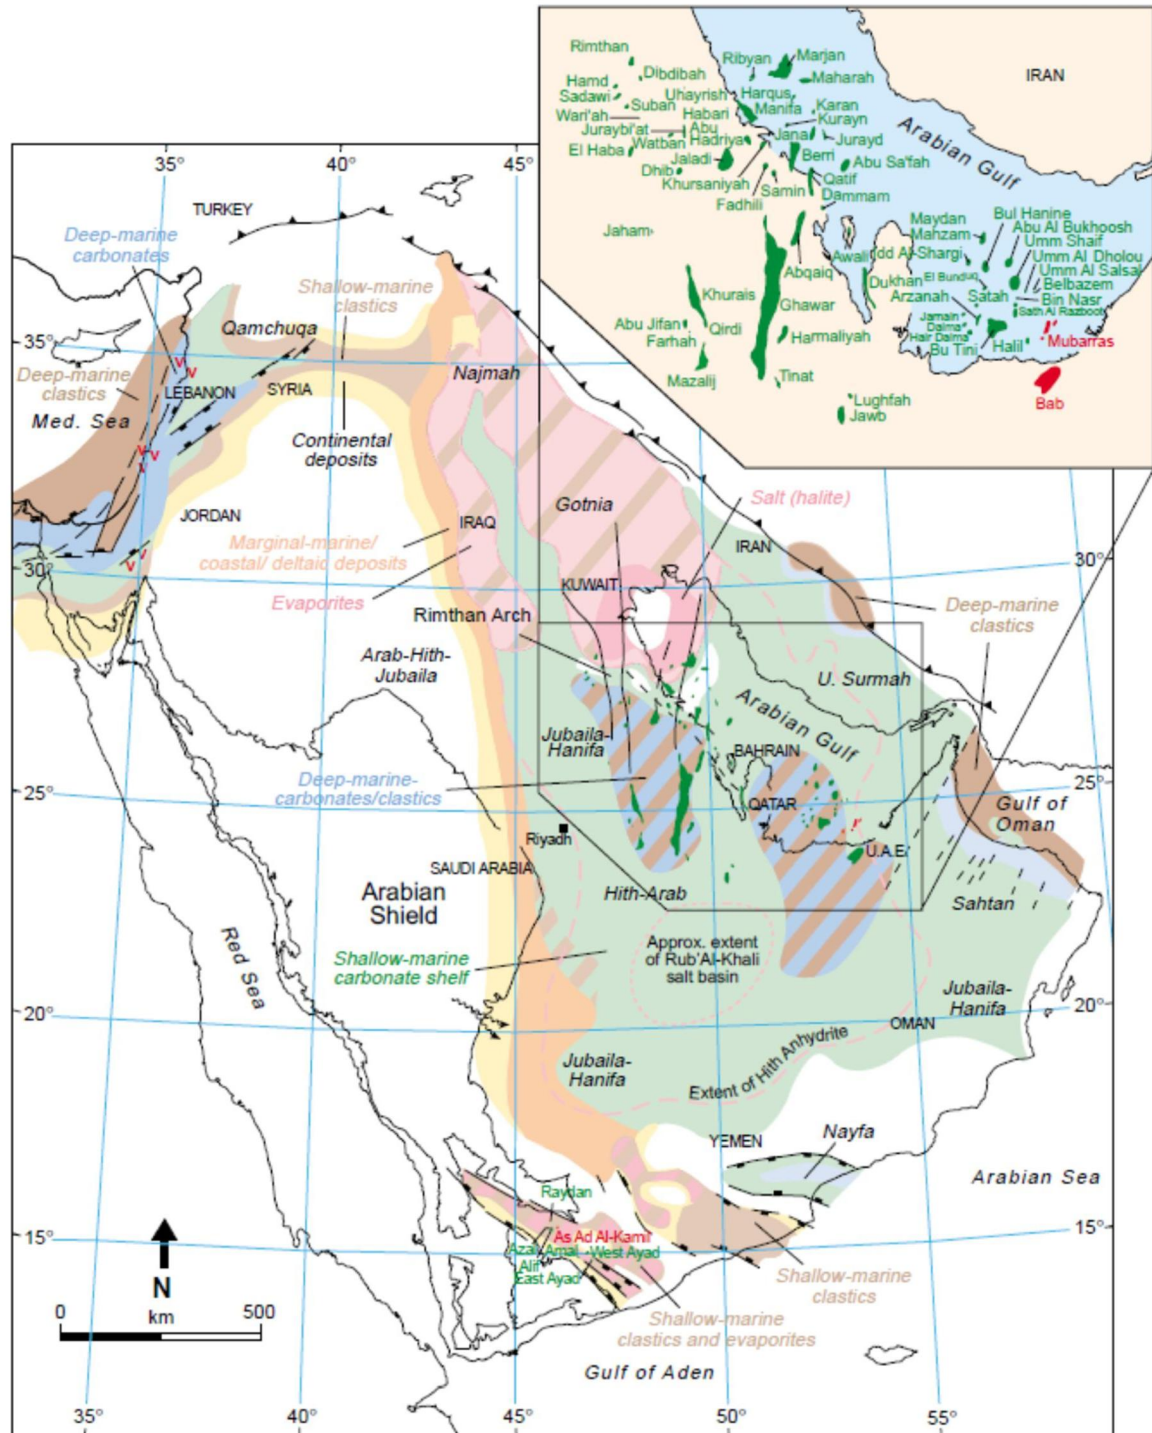 Rimthan
Ribyan
Marjan
IRAN
Dibdibah
Maharah
Hamd
Uhayrish
Harqus
Sadawi
Suban
Manifa
Karan
Wari'ah
Habari
Kurayn
Juraybi'at
Abu
Jana
Jurayd
Arabian Gulf
Watban
Hadriya
El Haba
Jaladi
Berri
Abu Sa'fah
Dhib
Qatif
Khursaniyah
Samin
Dammam
Fadhili
Jaham
Maydan
Mahzam
Bul Hanine
Abu Al Bukhoosh
Umm Shaif
Awali
Idd Al-Shargi
Umm Al Dholou
Umm Al Salsal
Abqaiq
Dukhan
El Bunduq
Belbazem
Khurais
Ghawar
Arzanah
Satah
Bin Nasr
Sath Al Razboot
Abu Jifan
Qirdi
Jarnain
Dalma
Farhah
Harmaliyah
Hair Dalma
Mubarras
Bu Tini
Halil
Mazalij
Tinat
Bab
Lughfah
Jawb
35°
40°
45°
TURKEY
Deep-marine
carbonates
Shallow-marine
clastics
Qamchuqa
35°
Deep-marine
clastics
Najmah
LEBANON
SYRIA
Med. Sea
v
v
Continental
deposits
v
v
v
Gotnia
Salt (halite)
JORDAN
IRAQ
IRAN
Marginal-marine/
coastal/ deltaic deposits
v
v
30°
30°
KUWAIT
Evaporites
Deep-marine
clastics
Rimthan Arch
Arab-Hith-
Jubaila
U. Surmah
Arabian Gulf
Jubaila-
Hanifa
BAHRAIN
Deep-marine-
carbonates/clastics
25°
25°
QATAR
Gulf of
Oman
Riyadh
U.A.E.
SAUDI ARABIA
Arabian
Shield
Hith-Arab
Sahtan
Red Sea
Shallow-marine
carbonate shelf
Approx. extent
of Rub'Al-Khali
salt basin
Jubaila-
Hanifa
20°
20°
OMAN
Jubaila-
Hanifa
Extent of Hith Anhydrite
YEMEN
Nayfa
Arabian Sea
Raydan
15°
15°
As Ad Al-Kamil
Azal
Amal
West Ayad
Alif
East Ayad
Shallow-marine
clastics
N
0
km
500
Shallow-marine
clastics and evaporites
Gulf of Aden
35°
40°
45°
50°
55°